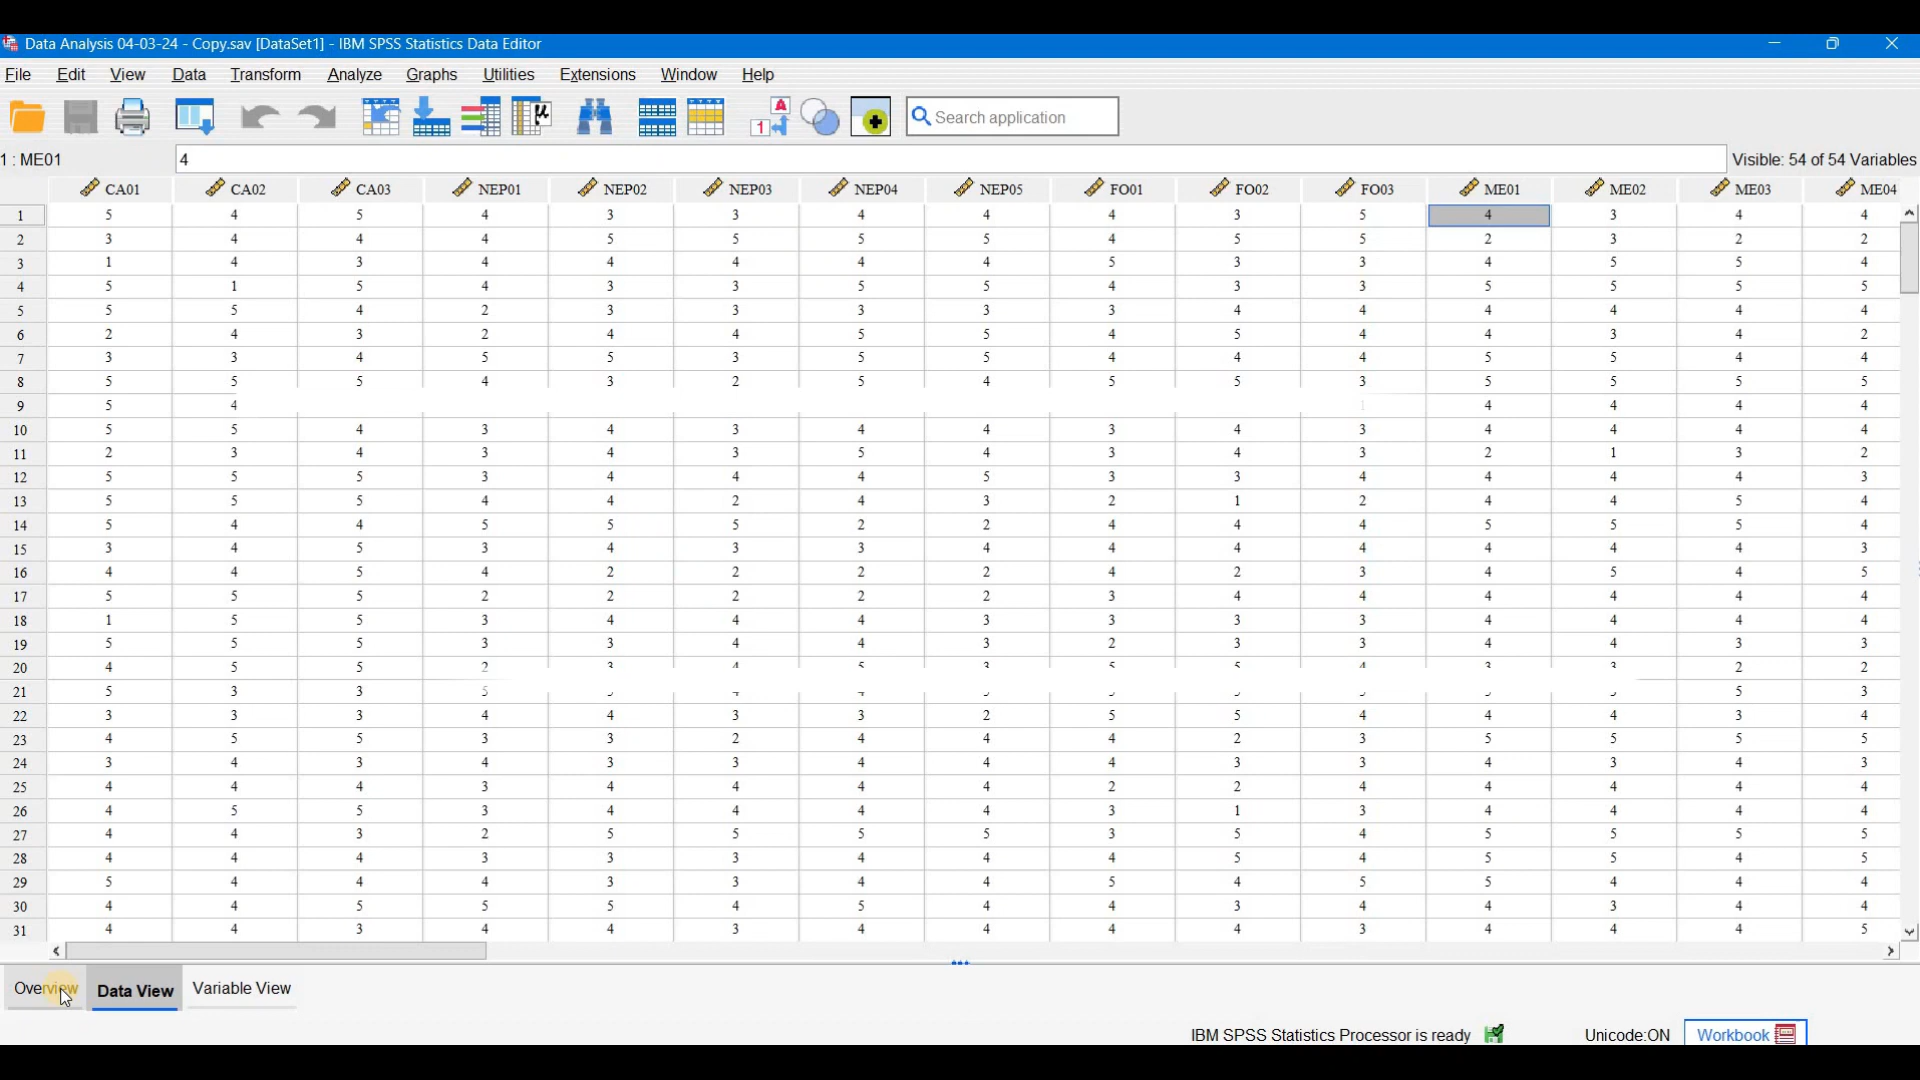 Data Analysis 04-03-24 - Copy.sav [DataSet1] - IBM SPSS Statistics Data Editor
File Edit View Data Transform Analyze Graphs Utilities Extensions Window Help
Search application
1 : ME01 4 Visible: 54 of 54 Variables
CA01 CA02 CA03 NEP01 NEP02 NEP03 NEP04 NEP05 FO01 FO02 FO03 ME01 ME02 ME03 ME04
1 5 4 5 4 3 3 4 4 4 3 5 4 3 4 4
2 3 4 4 4 5 5 5 5 4 5 5 2 3 2 2
3 1 4 3 4 4 4 4 4 5 3 3 4 5 5 4
4 5 1 5 4 3 3 5 5 4 3 3 5 5 5 5
5 5 5 4 2 3 3 3 3 3 4 4 4 4 4 4
6 2 4 3 2 4 4 5 5 4 5 4 4 3 4 2
7 3 3 4 5 5 3 5 5 4 4 4 5 5 4 4
8 5 5 5 4 3 2 5 4 5 5 3 5 5 5 5
9 5 4 4 4 4 4
10 5 5 4 3 4 3 4 4 3 4 3 4 4 4 4
11 2 3 4 3 4 3 5 4 3 4 3 2 1 3 2
12 5 5 5 3 4 4 4 5 3 3 4 4 4 4 3
13 5 5 5 4 4 2 4 3 2 1 2 4 4 5 4
14 5 4 4 5 5 5 2 2 4 4 4 5 5 5 4
15 3 4 5 3 4 3 3 4 4 4 4 4 4 4 3
16 4 4 5 4 2 2 2 2 4 2 3 4 5 4 5
17 5 5 5 2 2 2 2 2 3 4 4 4 4 4 4
18 1 5 5 3 4 4 4 3 3 3 3 4 4 4 4
19 5 5 5 3 3 4 4 3 2 3 3 4 4 3 3
20 4 5 5 2 3 4 5 3 5 5 4 3 3 2 2
21 5 3 3 5 5 3
22 3 3 3 4 4 3 3 2 5 5 4 4 4 3 4
23 4 5 5 3 3 2 4 4 4 2 3 5 5 5 5
24 3 4 3 4 3 3 4 4 4 3 3 4 3 4 3
25 4 4 4 3 4 4 4 4 2 2 4 4 4 4 4
26 4 5 5 3 4 4 4 4 3 1 3 4 4 4 4
27 4 4 3 2 5 5 5 5 3 5 4 5 5 5 5
28 4 4 4 3 3 3 4 4 4 5 4 5 5 4 5
29 5 4 4 4 3 3 4 4 5 4 5 5 4 4 4
30 4 4 5 5 5 4 5 4 4 3 4 4 3 4 4
31 4 4 3 4 4 3 4 4 4 4 3 4 4 4 5
Overview Data View Variable View
IBM SPSS Statistics Processor is ready Unicode:ON Workbook